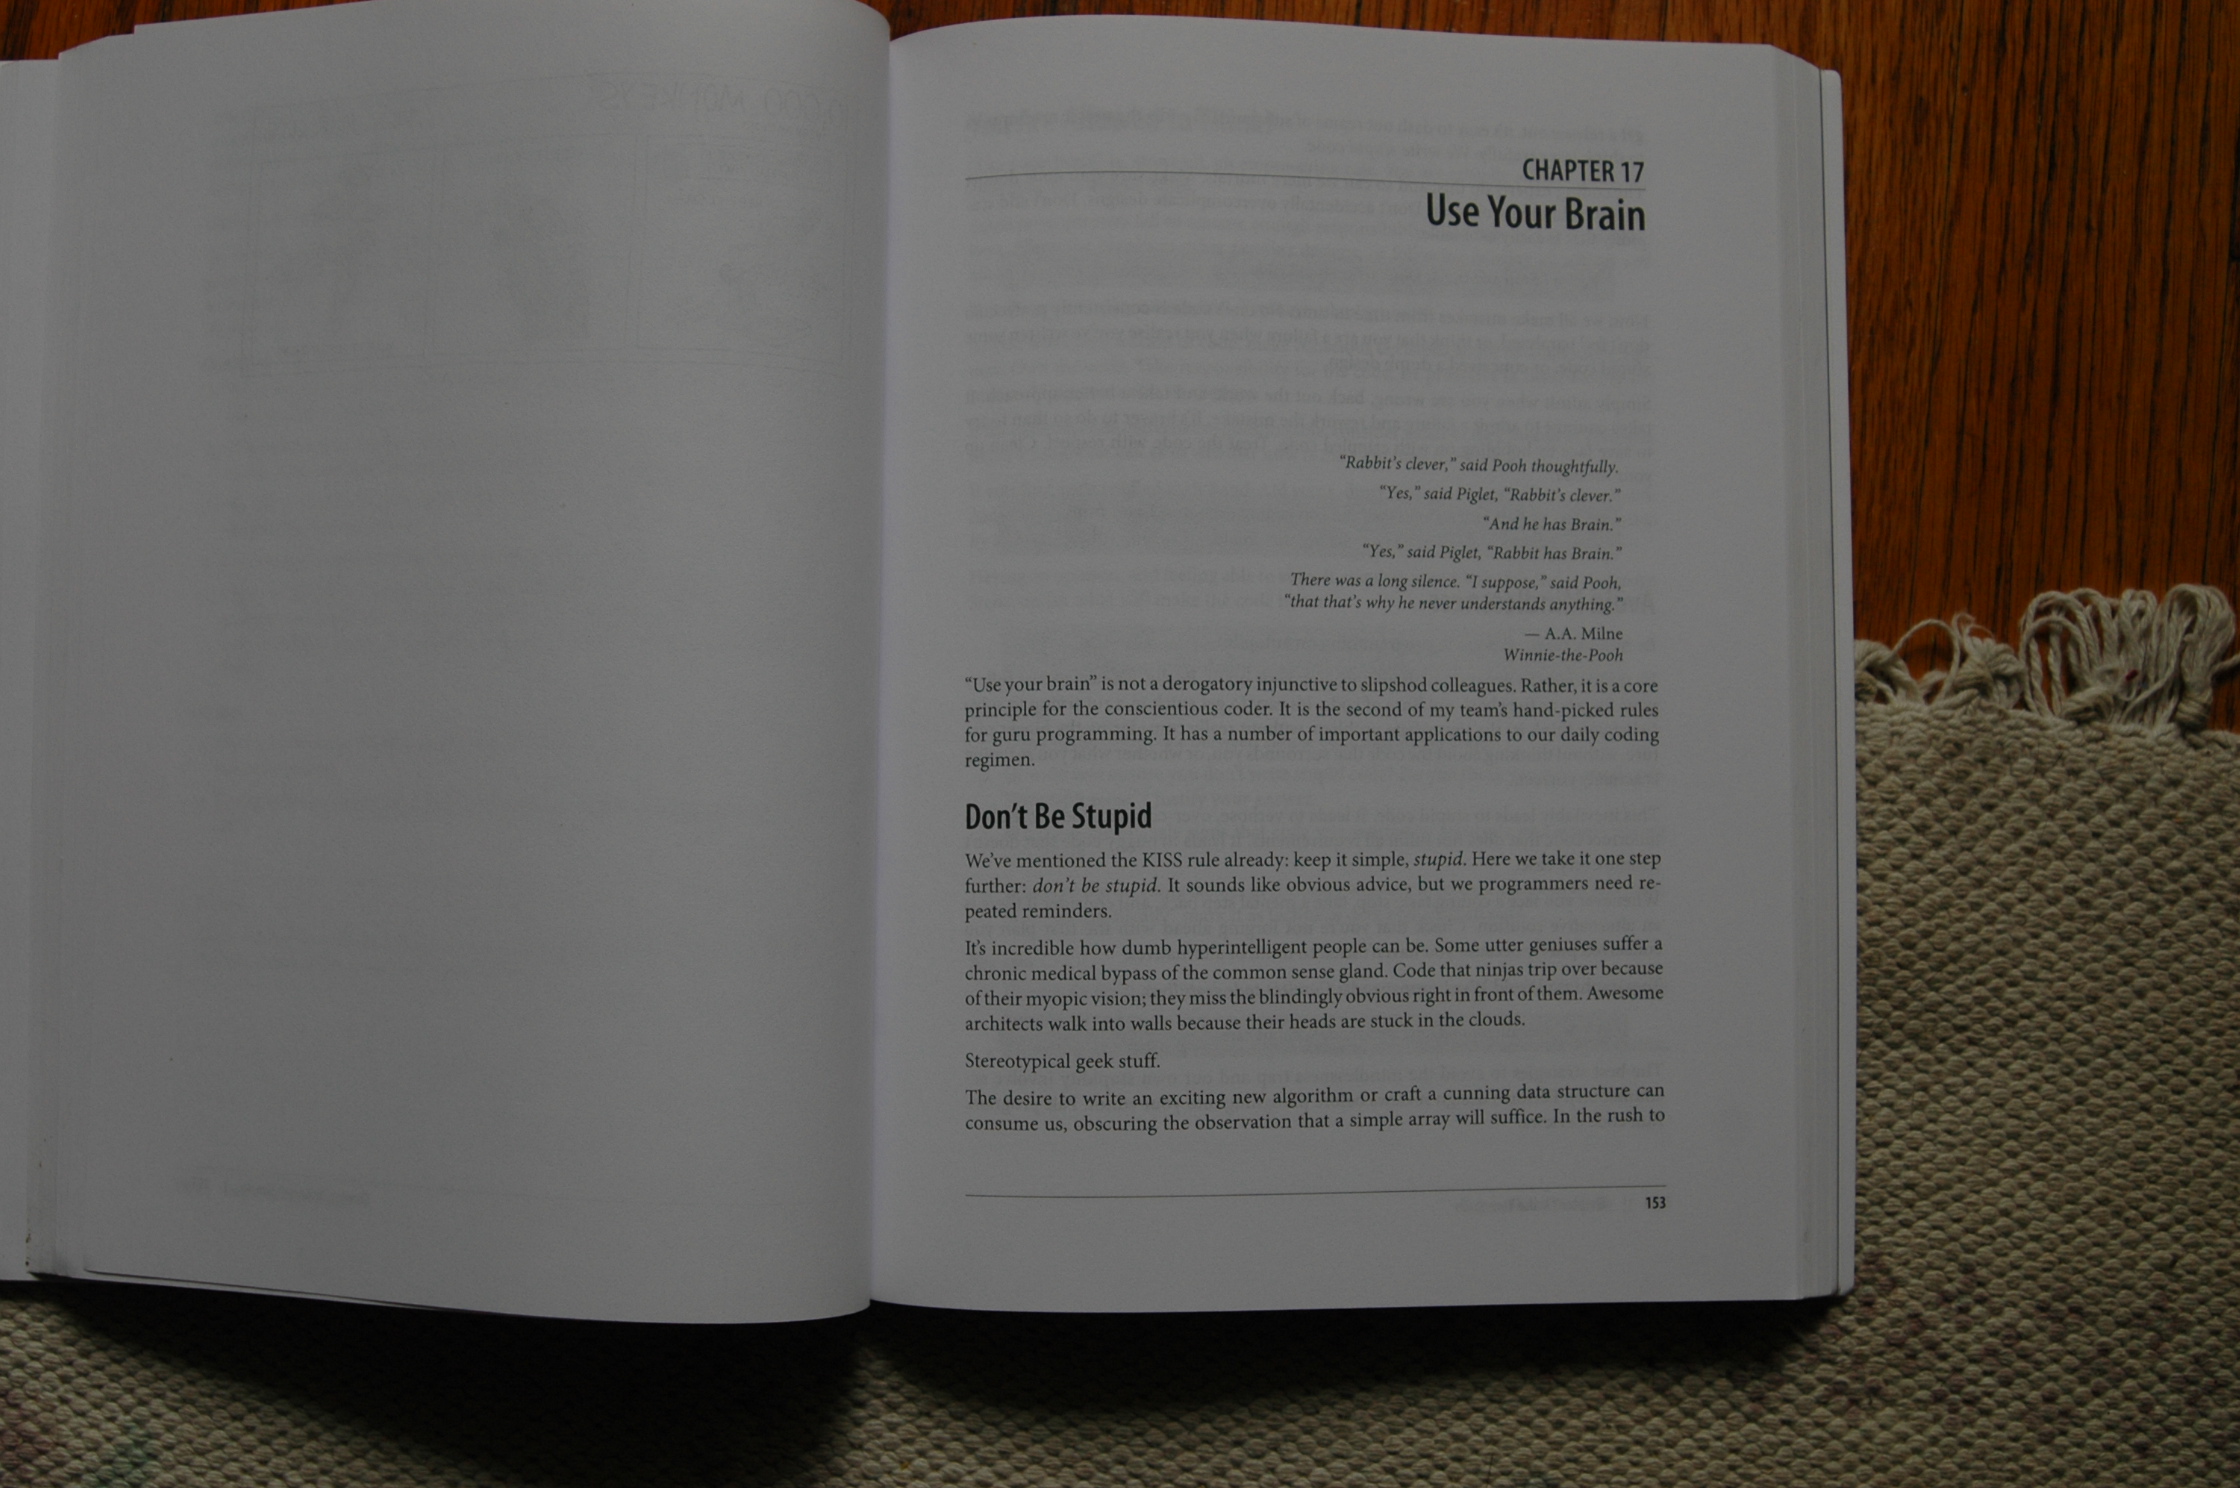 CHAPTER 17
Use Your Brain
“Rabbit’s clever,” said Pooh thoughtfully.
“Yes,” said Piglet, “Rabbit’s clever.”
“And he has Brain.”
“Yes,” said Piglet, “Rabbit has Brain.”
There was a long silence. “I suppose,” said Pooh,
“that that’s why he never understands anything.”
— A.A. Milne
Winnie-the-Pooh
“Use your brain” is not a derogatory injunctive to slipshod colleagues. Rather, it is a core
principle for the conscientious coder. It is the second of my team’s hand-picked rules
for guru programming. It has a number of important applications to our daily coding
regimen.
Don’t Be Stupid
We’ve mentioned the KISS rule already: keep it simple, stupid. Here we take it one step
further: don’t be stupid. It sounds like obvious advice, but we programmers need re-
peated reminders.
It’s incredible how dumb hyperintelligent people can be. Some utter geniuses suffer a
chronic medical bypass of the common sense gland. Code that ninjas trip over because
of their myopic vision; they miss the blindingly obvious right in front of them. Awesome
architects walk into walls because their heads are stuck in the clouds.
Stereotypical geek stuff.
The desire to write an exciting new algorithm or craft a cunning data structure can
consume us, obscuring the observation that a simple array will suffice. In the rush to
153